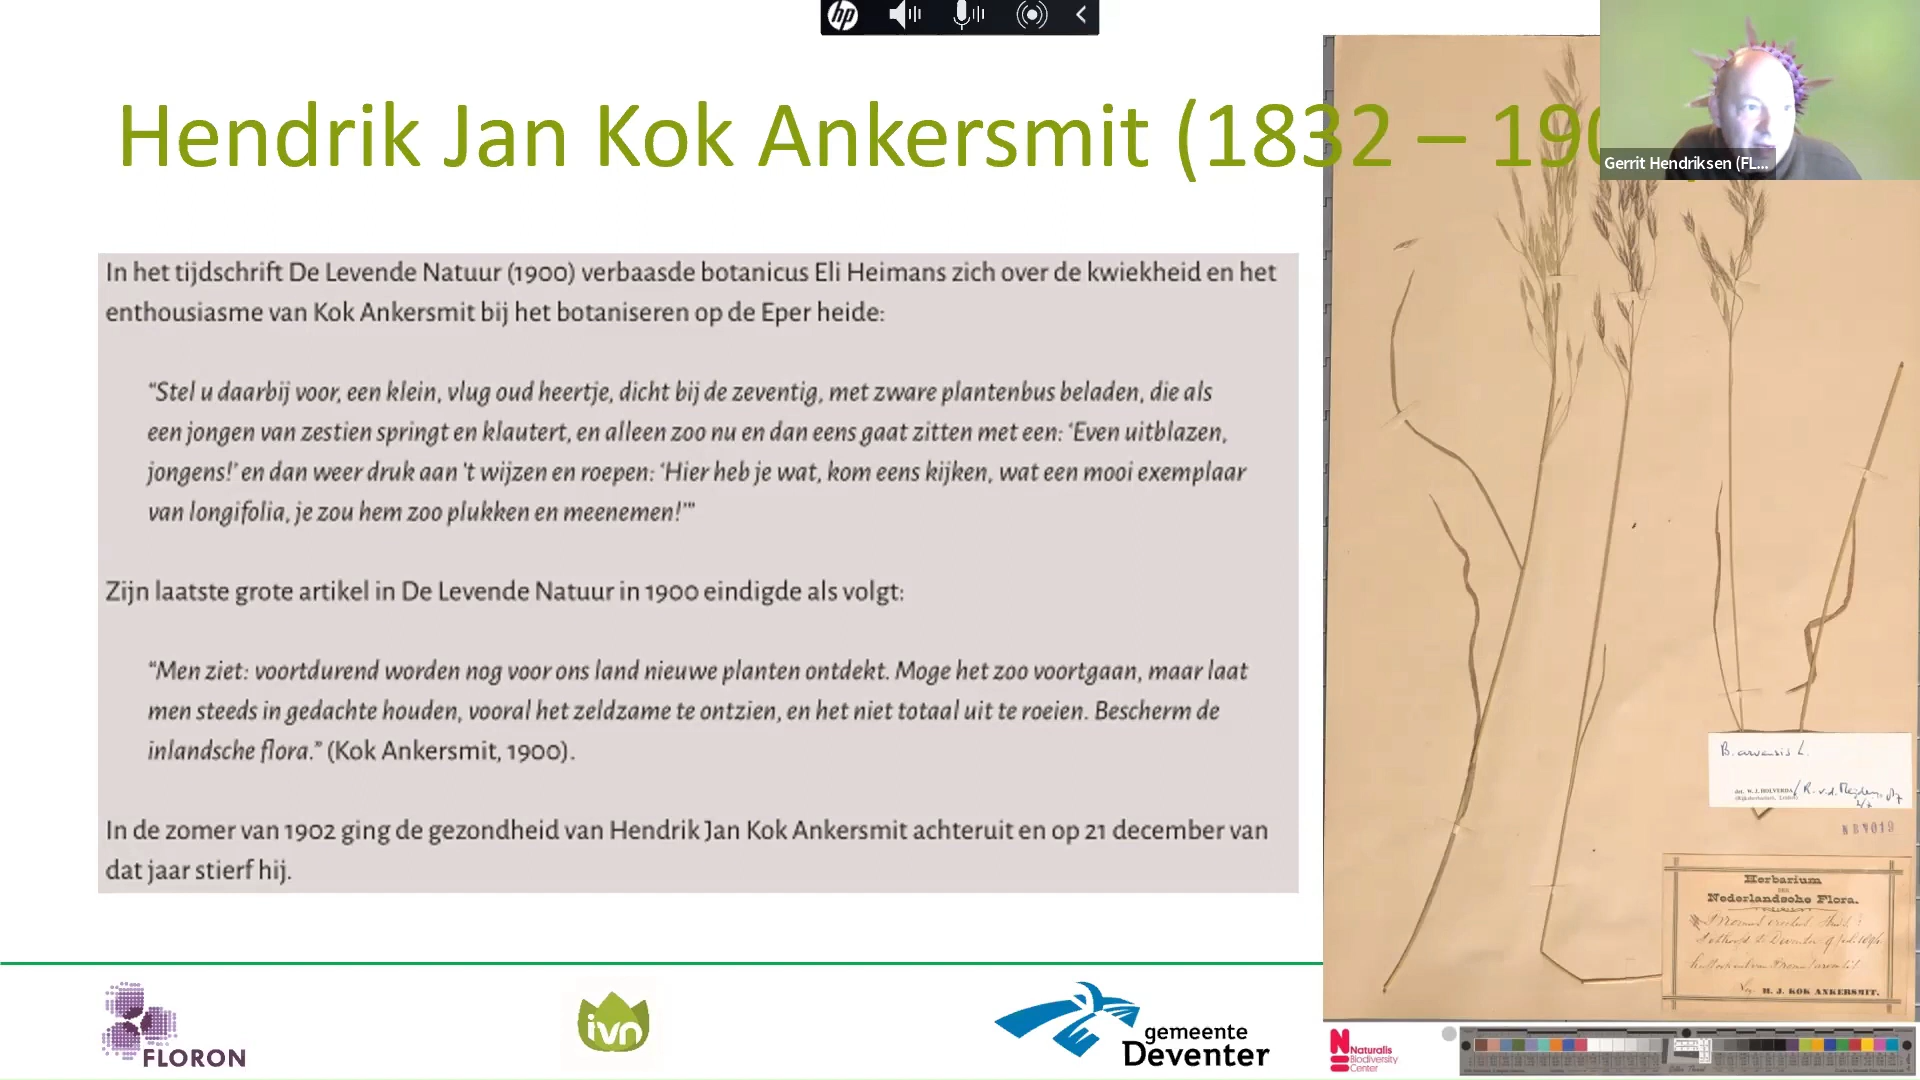 hp
Hendrik Jan Kok Ankersmit (1832 – 190
Gerrit Hendriksen (FL...
In het tijdschrift De Levende Natuur (1900) verbaasde botanicus Eli Heimans zich over de kwiekheid en het
enthousiasme van Kok Ankersmit bij het botaniseren op de Eper heide:
“Stel u daarbij voor, een klein, vlug oud heertje, dicht bij de zeventig, met zware plantenbus beladen, die als
een jongen van zestien springt en klautert, en alleen zoo nu en dan eens gaat zitten met een: ‘Even uitblazen,
jongens!’ en dan weer druk aan ’t wijzen en roepen: ‘Hier heb je wat, kom eens kijken, wat een mooi exemplaar
van longifolia, je zou hem zoo plukken en meenemen!’”
Zijn laatste grote artikel in De Levende Natuur in 1900 eindigde als volgt:
“Men ziet: voortdurend worden nog voor ons land nieuwe planten ontdekt. Moge het zoo voortgaan, maar laat
men steeds in gedachte houden, vooral het zeldzame te ontzien, en het niet totaal uit te roeien. Bescherm de
inlandsche flora.” (Kok Ankersmit, 1900).
In de zomer van 1902 ging de gezondheid van Hendrik Jan Kok Ankersmit achteruit en op 21 december van
dat jaar stierf hij.
B. arvensis L.
det. W. J. HOLVERDA / R. v.d. Meijden
(Rijksherbarium, Leiden)
Herbarium
DER
Nederlandsche Flora.
H. J. KOK ANKERSMIT.
FLORON
ivn
gemeente
Deventer
Naturalis
Biodiversity
Center